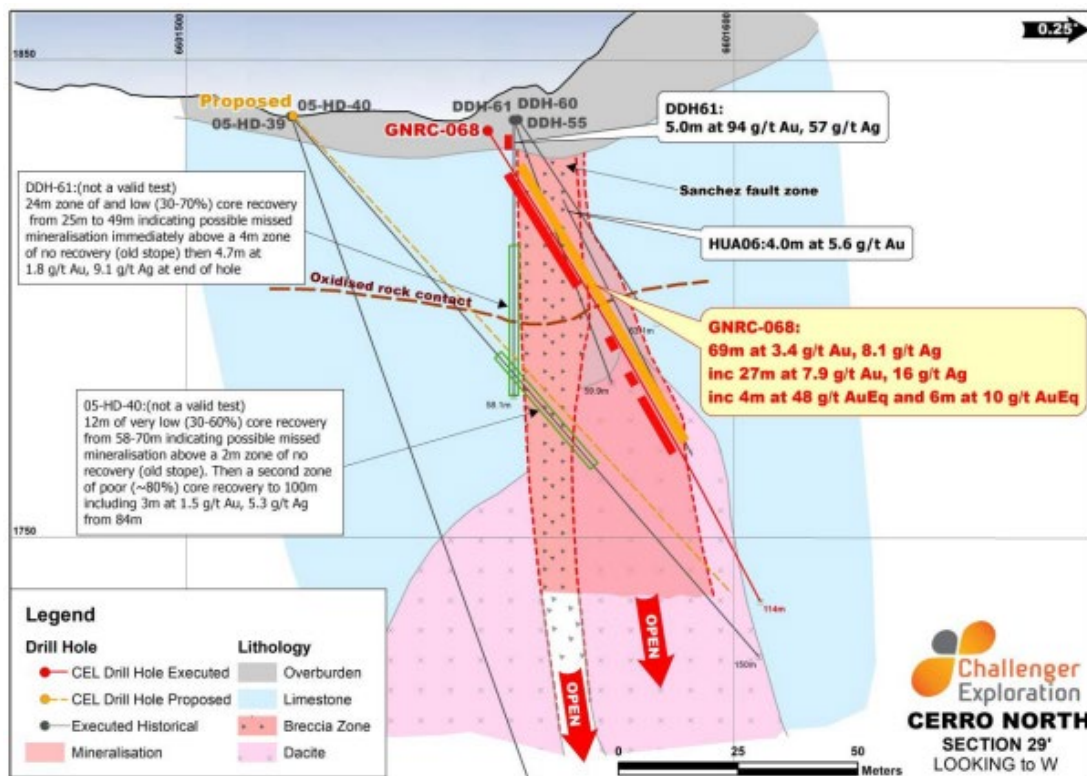 6601500
6601600
0.25°
1850
Proposed
05-HD-40
05-HD-39
DDH-61
DDH-60
DDH-55
GNRC-068
DDH61:
5.0m at 94 g/t Au, 57 g/t Ag
Sanchez fault zone
HUA06:4.0m at 5.6 g/t Au
DDH-61:(not a valid test)
24m zone of and low (30-70%) core recovery
from 25m to 49m indicating possible missed
mineralisation immediately above a 4m zone
of no recovery (old stope) then 4.7m at
1.8 g/t Au, 9.1 g/t Ag at end of hole
Oxidised rock contact
GNRC-068:
69m at 3.4 g/t Au, 8.1 g/t Ag
inc 27m at 7.9 g/t Au, 16 g/t Ag
inc 4m at 48 g/t AuEq and 6m at 10 g/t AuEq
59.9m
58.1m
05-HD-40:(not a valid test)
12m of very low (30-60%) core recovery
from 58-70m indicating possible missed
mineralisation above a 2m zone of no
recovery (old stope). Then a second zone
of poor (~80%) core recovery to 100m
including 3m at 1.5 g/t Au, 5.3 g/t Ag
from 84m
1750
114m
150m
OPEN
OPEN
Legend
Drill Hole
CEL Drill Hole Executed
CEL Drill Hole Proposed
Executed Historical
Mineralisation
Lithology
Overburden
Limestone
Breccia Zone
Dacite
0 25 50
Meters
Challenger
Exploration
CERRO NORTH
SECTION 29'
LOOKING to W